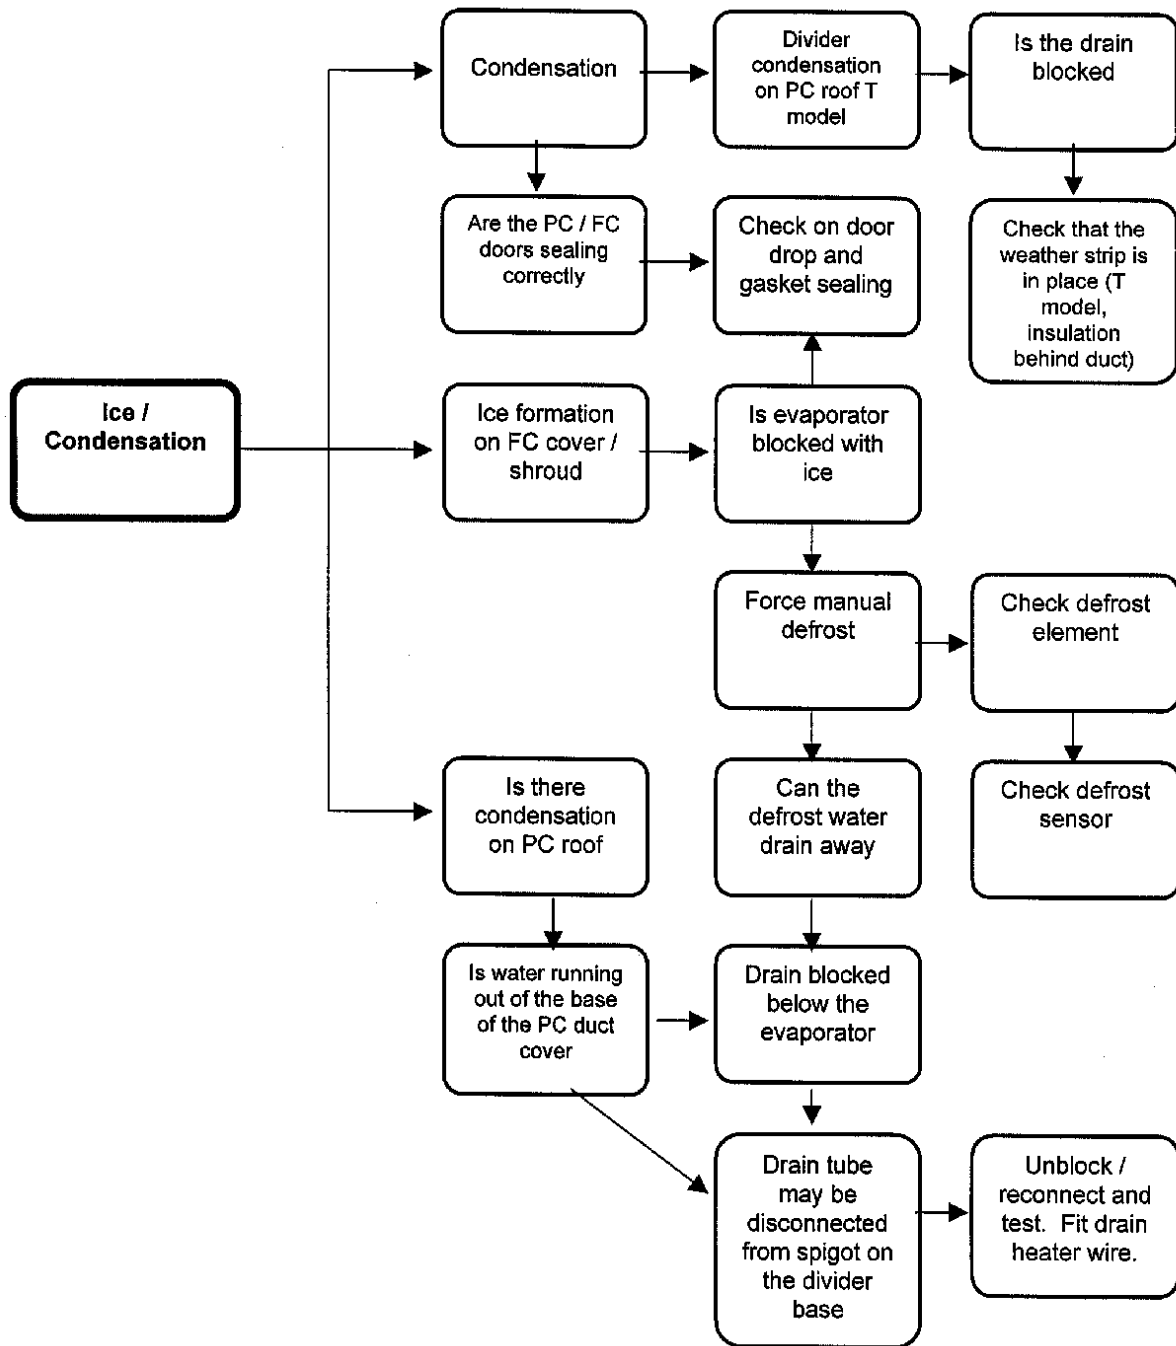 Condensation
Divider
condensation
on PC roof T
model
Is the drain
blocked
Are the PC / FC
doors sealing
correctly
Check on door
drop and
gasket sealing
Check that the
weather strip is
in place (T
model,
insulation
behind duct)
Ice /
Condensation
Ice formation
on FC cover /
shroud
Is evaporator
blocked with
ice
Force manual
defrost
Check defrost
element
Is there
condensation
on PC roof
Can the
defrost water
drain away
Check defrost
sensor
Is water running
out of the base
of the PC duct
cover
Drain blocked
below the
evaporator
Drain tube
may be
disconnected
from spigot on
the divider
base
Unblock /
reconnect and
test.  Fit drain
heater wire.